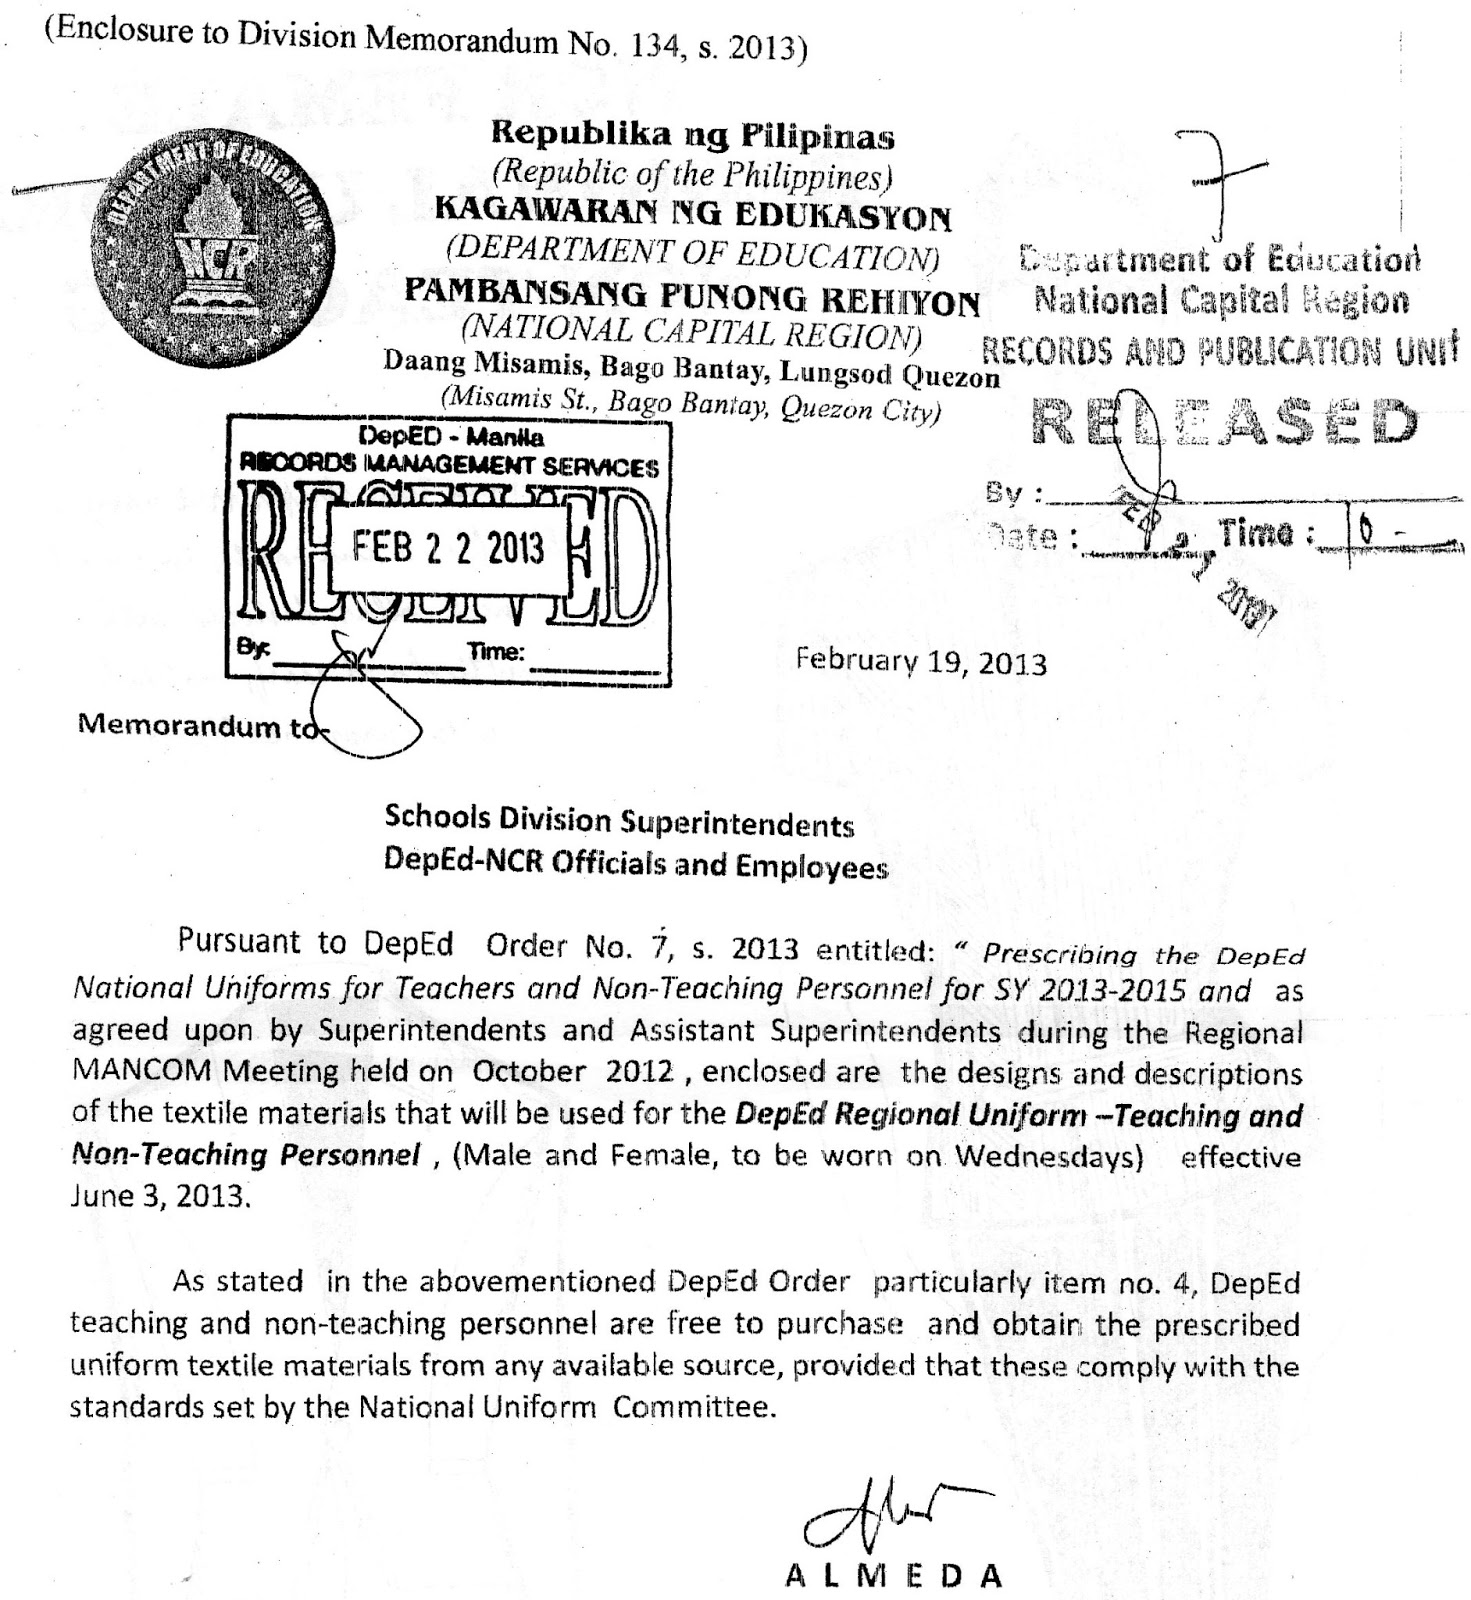 (Enclosure to Division Memorandum No. 134, s. 2013)
DEPARTMENT OF EDUCATION
NCR
Republika ng Pilipinas
(Republic of the Philippines)
KAGAWARAN NG EDUKASYON
(DEPARTMENT OF EDUCATION)
PAMBANSANG PUNONG REHIYON
(NATIONAL CAPITAL REGION)
Daang Misamis, Bago Bantay, Lungsod Quezon
(Misamis St., Bago Bantay, Quezon City)
7
Department of Education
National Capital Region
RECORDS AND PUBLICATION UNIT
RELEASED
By :
Date : FEB 2013 Time : 10 -
DepED - Manila
RECORDS MANAGEMENT SERVICES
RECEIVED
FEB 2 2 2013
By: Time:
February 19, 2013
Memorandum to-
Schools Division Superintendents
DepEd-NCR Officials and Employees
Pursuant to DepEd Order No. 7, s. 2013 entitled: “ Prescribing the DepEd
National Uniforms for Teachers and Non-Teaching Personnel for SY 2013-2015 and as
agreed upon by Superintendents and Assistant Superintendents during the Regional
MANCOM Meeting held on October 2012 , enclosed are the designs and descriptions
of the textile materials that will be used for the DepEd Regional Uniform –Teaching and
Non-Teaching Personnel , (Male and Female, to be worn on Wednesdays) effective
June 3, 2013.
As stated in the abovementioned DepEd Order particularly item no. 4, DepEd
teaching and non-teaching personnel are free to purchase and obtain the prescribed
uniform textile materials from any available source, provided that these comply with the
standards set by the National Uniform Committee.
A L M E D A